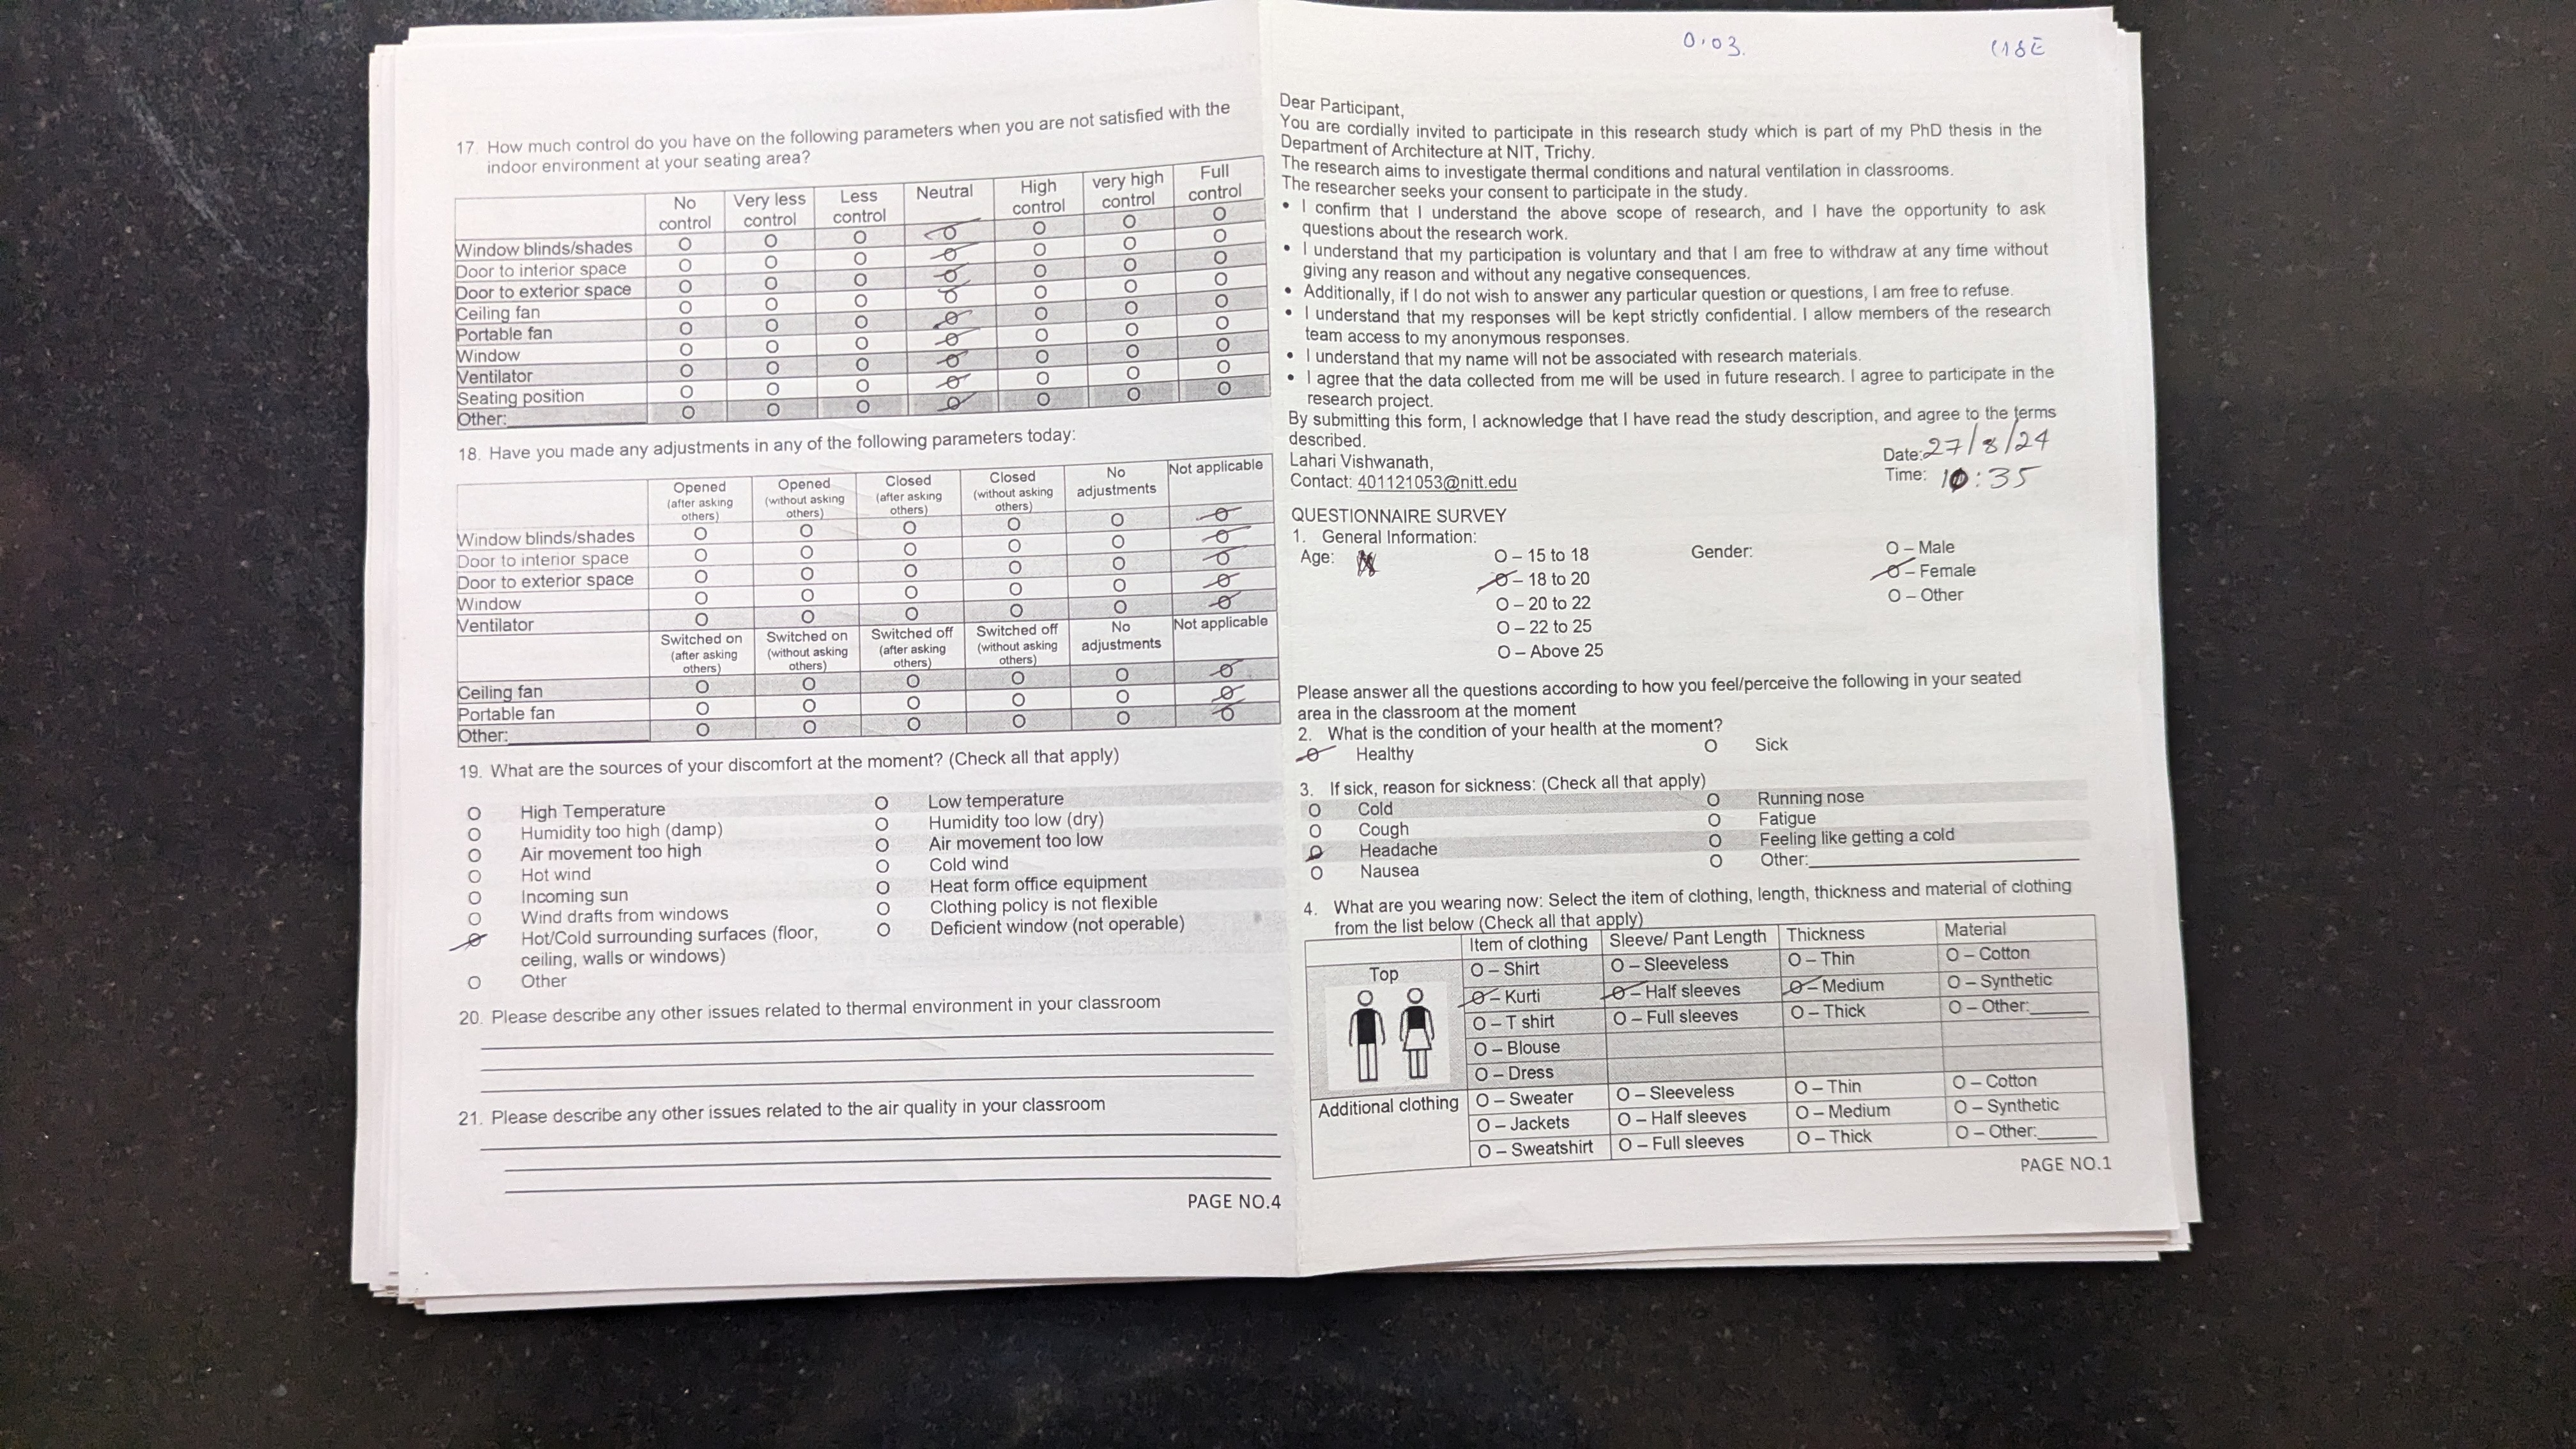 17. How much control do you have on the following parameters when you are not satisfied with the
indoor environment at your seating area?
No control Very less control Less control Neutral High control very high control Full control
Window blinds/shades O O O O O O O
Door to interior space O O O O O O O
Door to exterior space O O O O O O O
Ceiling fan O O O O O O O
Portable fan O O O O O O O
Window O O O O O O O
Ventilator O O O O O O O
Seating position O O O O O O O
Other: O O O O O O O
18. Have you made any adjustments in any of the following parameters today:
Opened (after asking others) Opened (without asking others) Closed (after asking others) Closed (without asking others) No adjustments Not applicable
Window blinds/shades O O O O O O
Door to interior space O O O O O O
Door to exterior space O O O O O O
Window O O O O O O
Ventilator O O O O O O
Switched on (after asking others) Switched on (without asking others) Switched off (after asking others) Switched off (without asking others) No adjustments Not applicable
Ceiling fan O O O O O O
Portable fan O O O O O O
Other: O O O O O O
19. What are the sources of your discomfort at the moment? (Check all that apply)
O High Temperature O Low temperature
O Humidity too high (damp) O Humidity too low (dry)
O Air movement too high O Air movement too low
O Hot wind O Cold wind
O Incoming sun O Heat form office equipment
O Wind drafts from windows O Clothing policy is not flexible
O Hot/Cold surrounding surfaces (floor, O Deficient window (not operable)
ceiling, walls or windows)
O Other
20. Please describe any other issues related to thermal environment in your classroom
21. Please describe any other issues related to the air quality in your classroom
PAGE NO.4
0.03.
Dear Participant,
You are cordially invited to participate in this research study which is part of my PhD thesis in the
Department of Architecture at NIT, Trichy.
The research aims to investigate thermal conditions and natural ventilation in classrooms.
The researcher seeks your consent to participate in the study.
• I confirm that I understand the above scope of research, and I have the opportunity to ask
questions about the research work.
• I understand that my participation is voluntary and that I am free to withdraw at any time without
giving any reason and without any negative consequences.
• Additionally, if I do not wish to answer any particular question or questions, I am free to refuse.
• I understand that my responses will be kept strictly confidential. I allow members of the research
team access to my anonymous responses.
• I understand that my name will not be associated with research materials.
• I agree that the data collected from me will be used in future research. I agree to participate in the
research project.
By submitting this form, I acknowledge that I have read the study description, and agree to the terms
described.
Date: 27/8/24
Lahari Vishwanath,
Time: 10:35
Contact: 401121053@nitt.edu
QUESTIONNAIRE SURVEY
1. General Information:
Age: O – 15 to 18 Gender: O – Male
O – 18 to 20 O – Female
O – 20 to 22 O – Other
O – 22 to 25
O – Above 25
Please answer all the questions according to how you feel/perceive the following in your seated
area in the classroom at the moment
2. What is the condition of your health at the moment?
O Healthy O Sick
3. If sick, reason for sickness: (Check all that apply)
O Cold O Running nose
O Cough O Fatigue
O Headache O Feeling like getting a cold
O Nausea O Other:
4. What are you wearing now: Select the item of clothing, length, thickness and material of clothing
from the list below (Check all that apply)
Item of clothing Sleeve/ Pant Length Thickness Material
Top O – Shirt O – Sleeveless O – Thin O – Cotton
O – Kurti O – Half sleeves O – Medium O – Synthetic
O – T shirt O – Full sleeves O – Thick O – Other:
O – Blouse
O – Dress
Additional clothing O – Sweater O – Sleeveless O – Thin O – Cotton
O – Jackets O – Half sleeves O – Medium O – Synthetic
O – Sweatshirt O – Full sleeves O – Thick O – Other:
PAGE NO.1